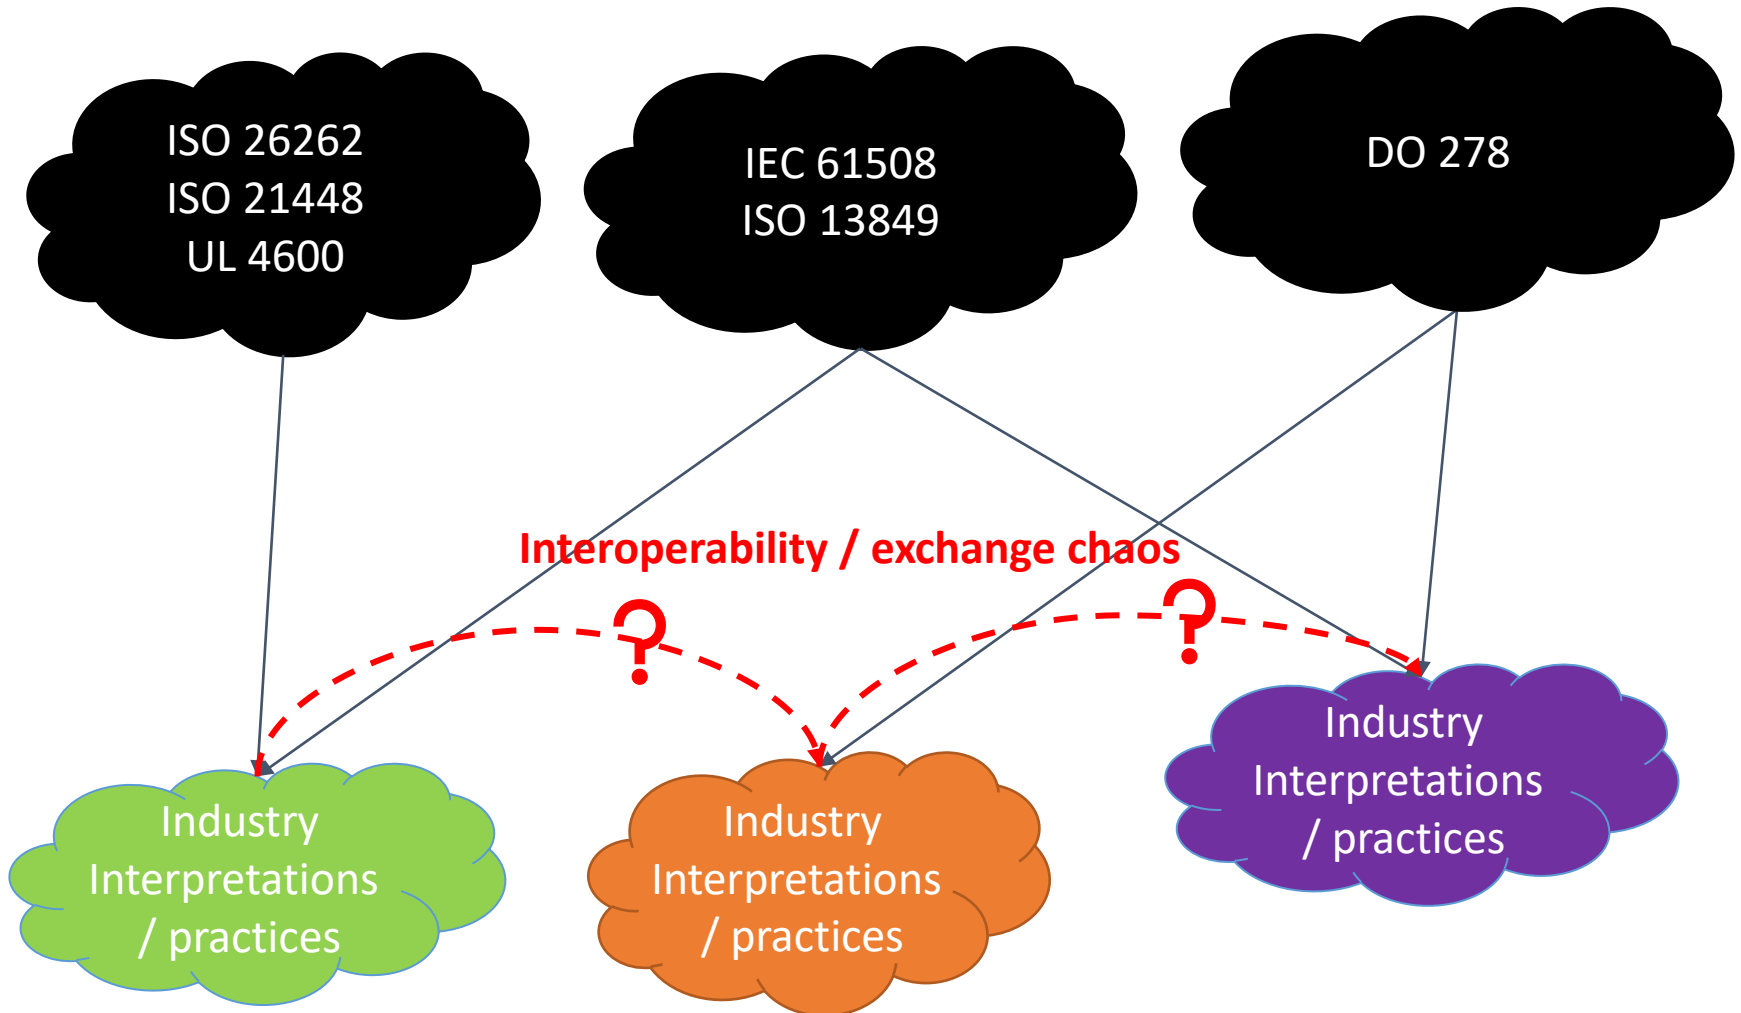 ISO 26262
ISO 21448
UL 4600
IEC 61508
ISO 13849
DO 278
Interoperability / exchange chaos
?
?
Industry
Interpretations
/ practices
Industry
Interpretations
/ practices
Industry
Interpretations
/ practices